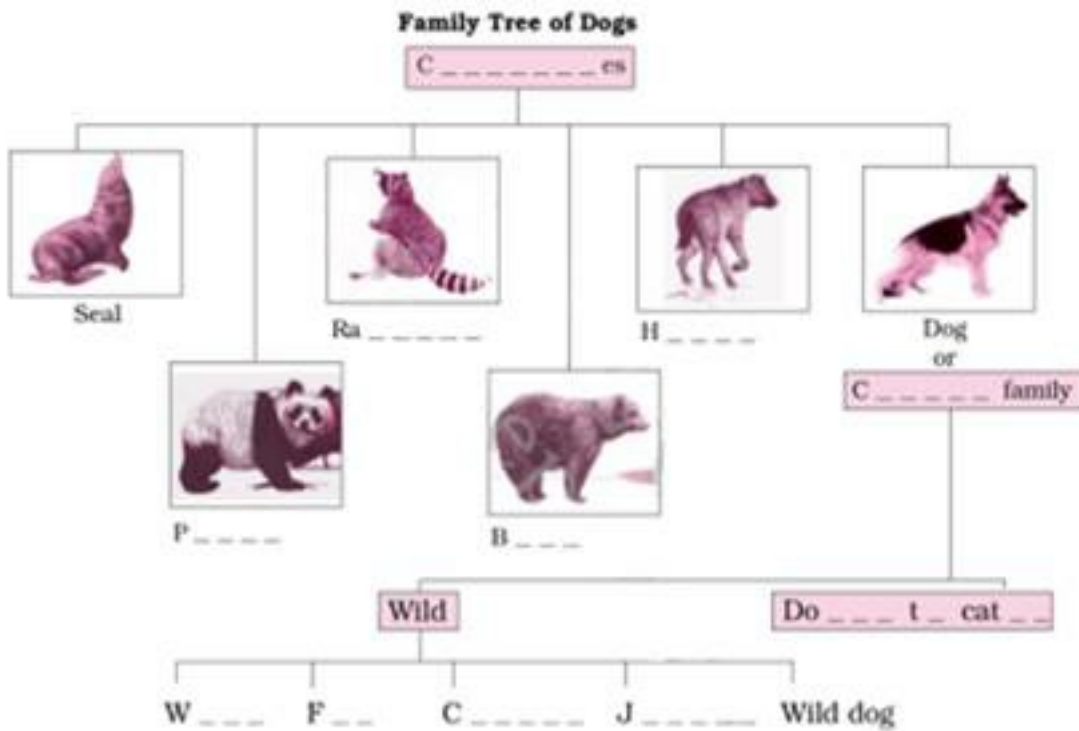 Family Tree of Dogs
C _ _ _ _ _ _ _ es
Seal
Ra _ _ _ _ _
H _ _ _ _
Dog
or
C _ _ _ _ _ family
P _ _ _ _
B _ _ _
Wild
Do _ _ _ t _ cat _ _
W _ _ _ F _ _ C _ _ _ _ _ J _ _ _ _ _ Wild dog